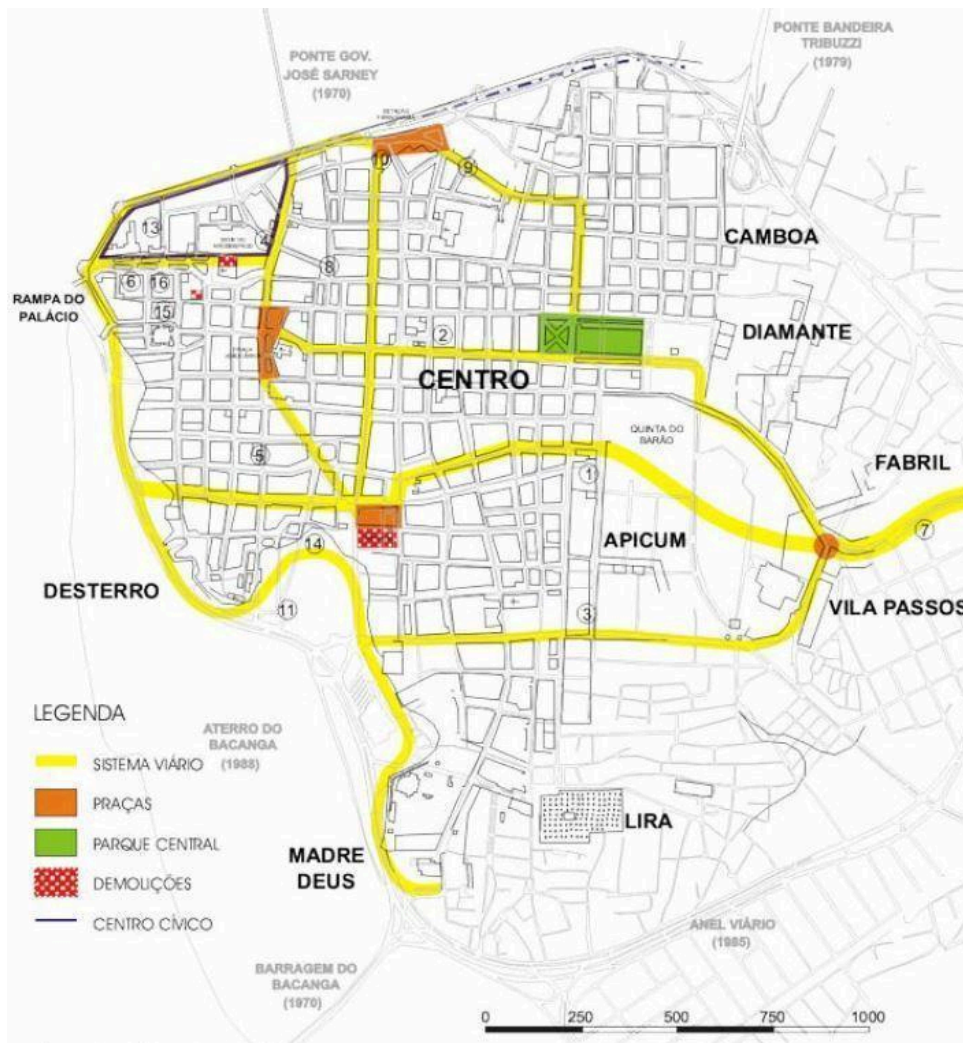 PONTE GOV.
JOSÉ SARNEY
(1970)
PONTE BANDEIRA
TRIBUZZI
(1979)
10
9
13
4
CAMBOA
8
6
16
RAMPA DO
PALÁCIO
15
2
DIAMANTE
CENTRO
QUINTA DO
BARÃO
5
1
FABRIL
7
APICUM
14
DESTERRO
11
3
VILA PASSOS
LEGENDA
SISTEMA VIÁRIO
PRAÇAS
PARQUE CENTRAL
DEMOLIÇÕES
CENTRO CÍVICO
ATERRO DO
BACANGA
(1988)
LIRA
MADRE
DEUS
ANEL VIÁRIO
(1985)
BARRAGEM DO
BACANGA
(1970)
0 250 500 750 1000